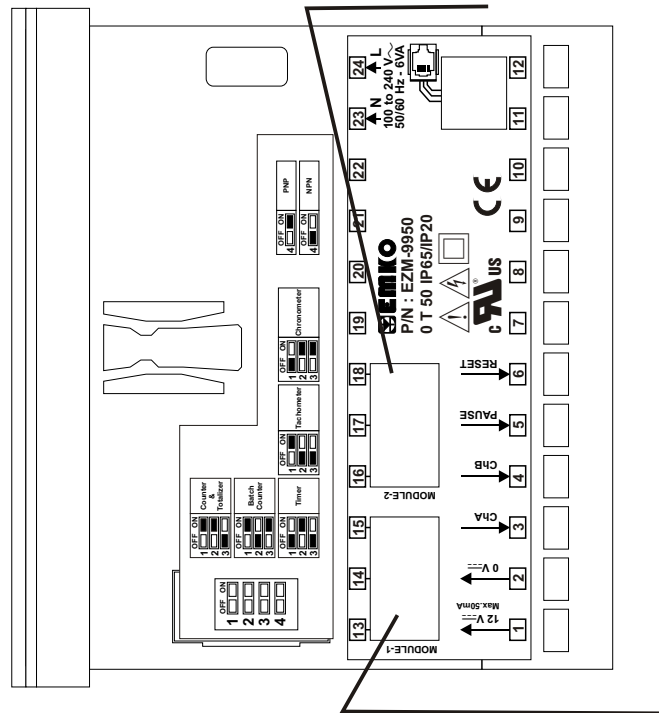 24
23
22
21
20
19
18
17
16
15
14
13
L
N
100 to 240 V
50/60 Hz - 6VA
EMKO
P/N : EZM-9950
0 T 50 IP65/IP20
CE
C UL US
®
MODULE-2
MODULE-1
12
11
10
9
8
7
6
5
4
3
2
1
RESET
PAUSE
ChB
ChA
0 V
12 V
Max.50mA
PNP
OFF ON
4
NPN
OFF ON
4
Chronometer
OFF ON
1
2
3
Tachometer
OFF ON
1
2
3
Counter
&
Totalizer
OFF ON
1
2
3
Batch
Counter
OFF ON
1
2
3
Timer
OFF ON
1
2
3
OFF ON
1
2
3
4